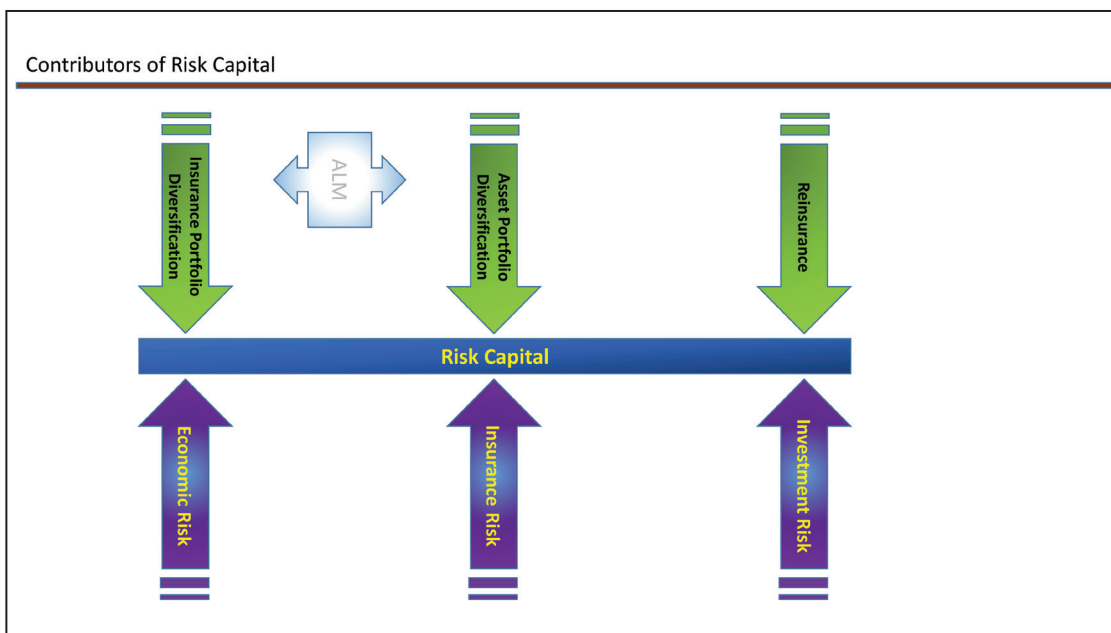 Contributors of Risk Capital
Insurance Portfolio
Diversification
ALM
Asset Portfolio
Diversification
Reinsurance
Risk Capital
Economic Risk
Insurance Risk
Investment Risk